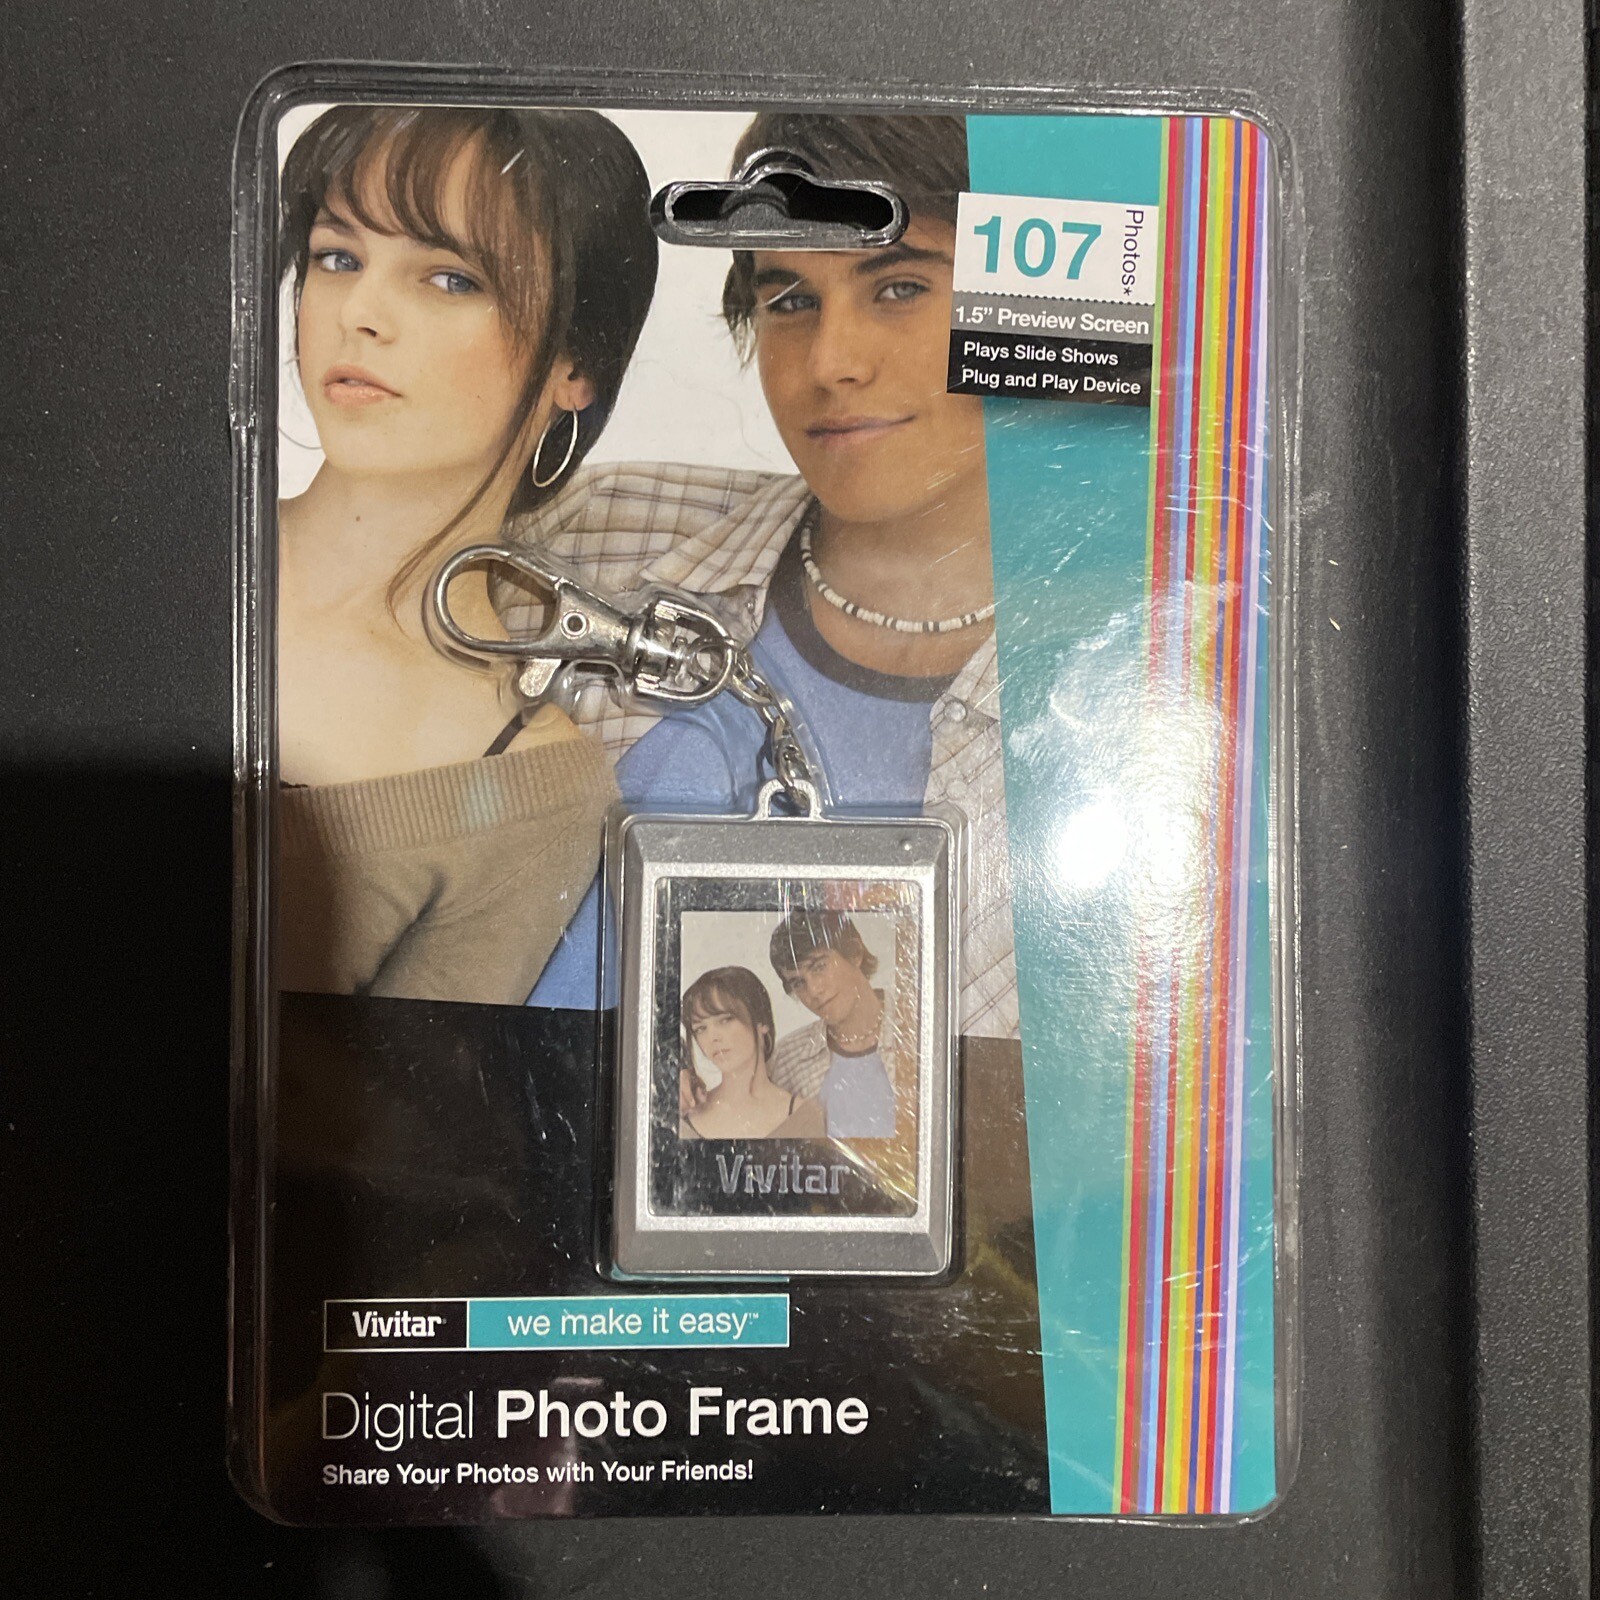 107
Photos*
1.5” Preview Screen
Plays Slide Shows
Plug and Play Device
Vivitar
Vivitar we make it easy™
Digital Photo Frame
Share Your Photos with Your Friends!